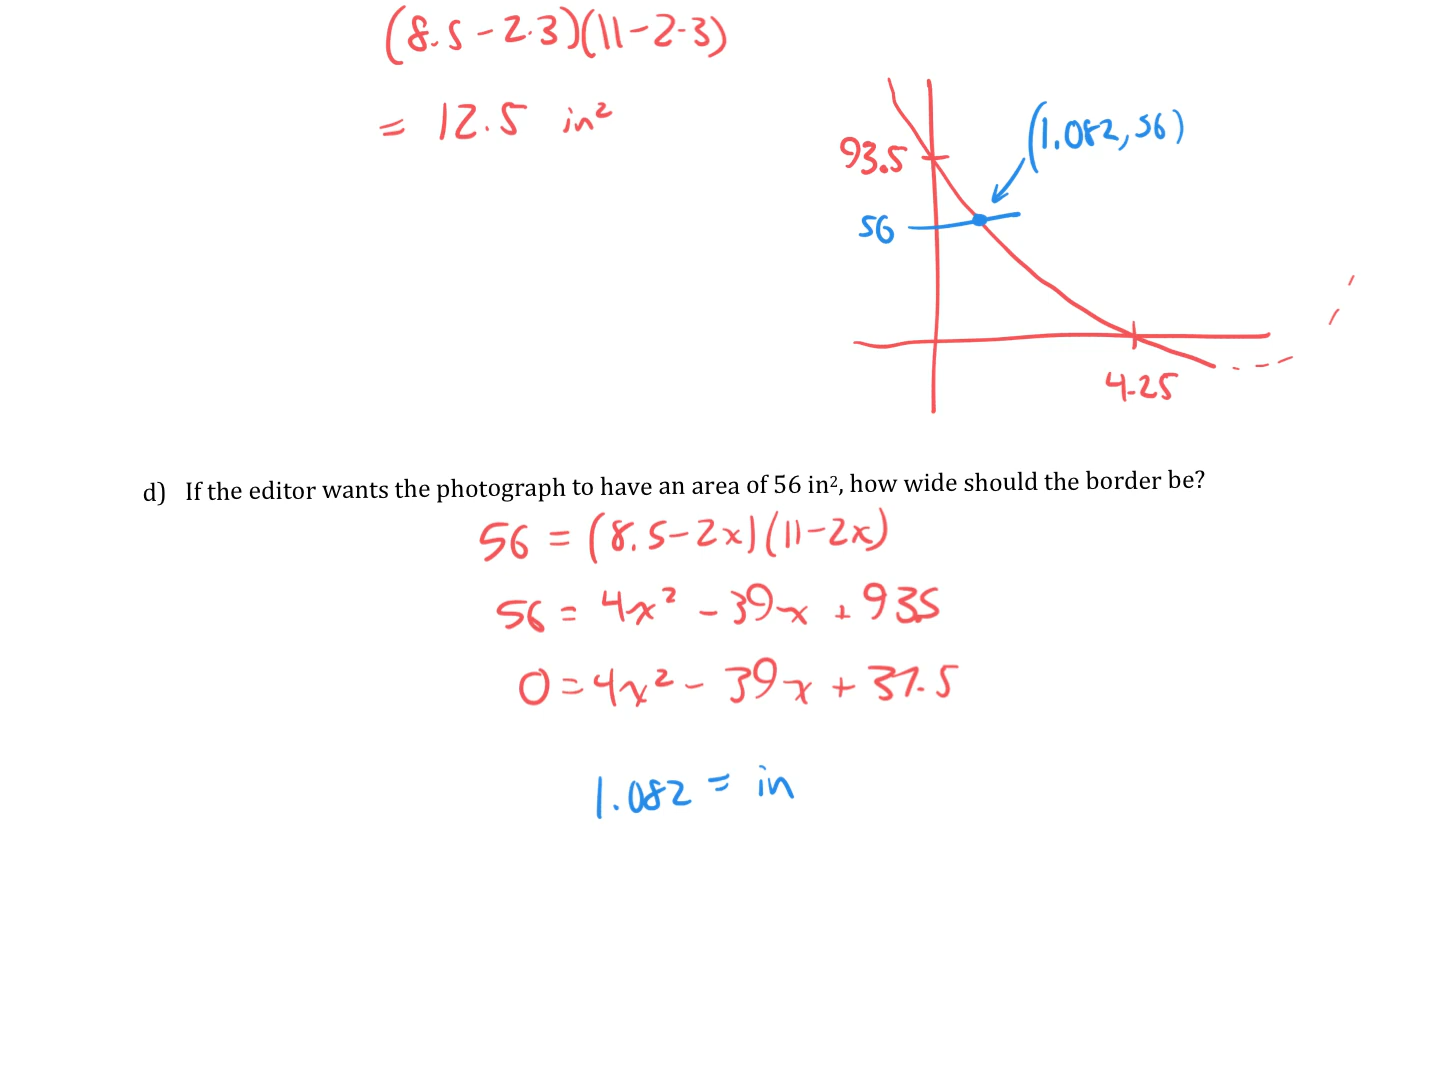 (8.5-2·3)(11-2·3)
= 12.5 in²
(1.082, 56)
93.5
56
4.25
d) If the editor wants the photograph to have an area of 56 in², how wide should the border be?
56 = (8.5-2x)(11-2x)
56 = 4x² - 39x + 93.5
0 = 4x² - 39x + 37.5
1.082 = in